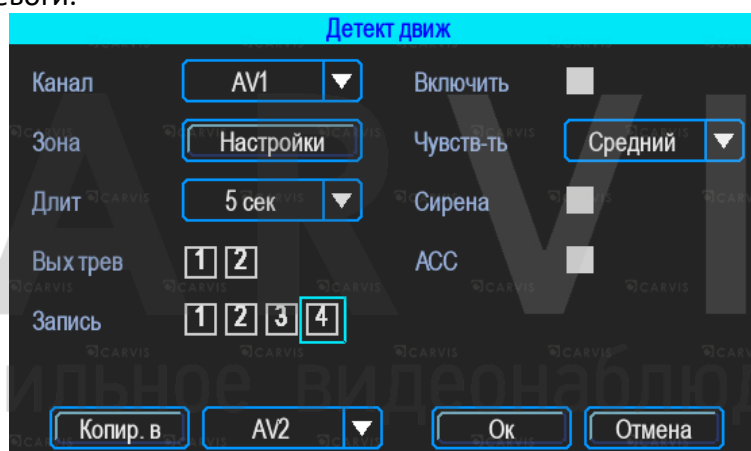 Детект движ
Канал AV1 Включить
Зона Настройки Чувств-ть Средний
Длит 5 сек Сирена
Вых трев 1 2 ACC
Запись 1 2 3 4
Копир. в AV2 Ок Отмена